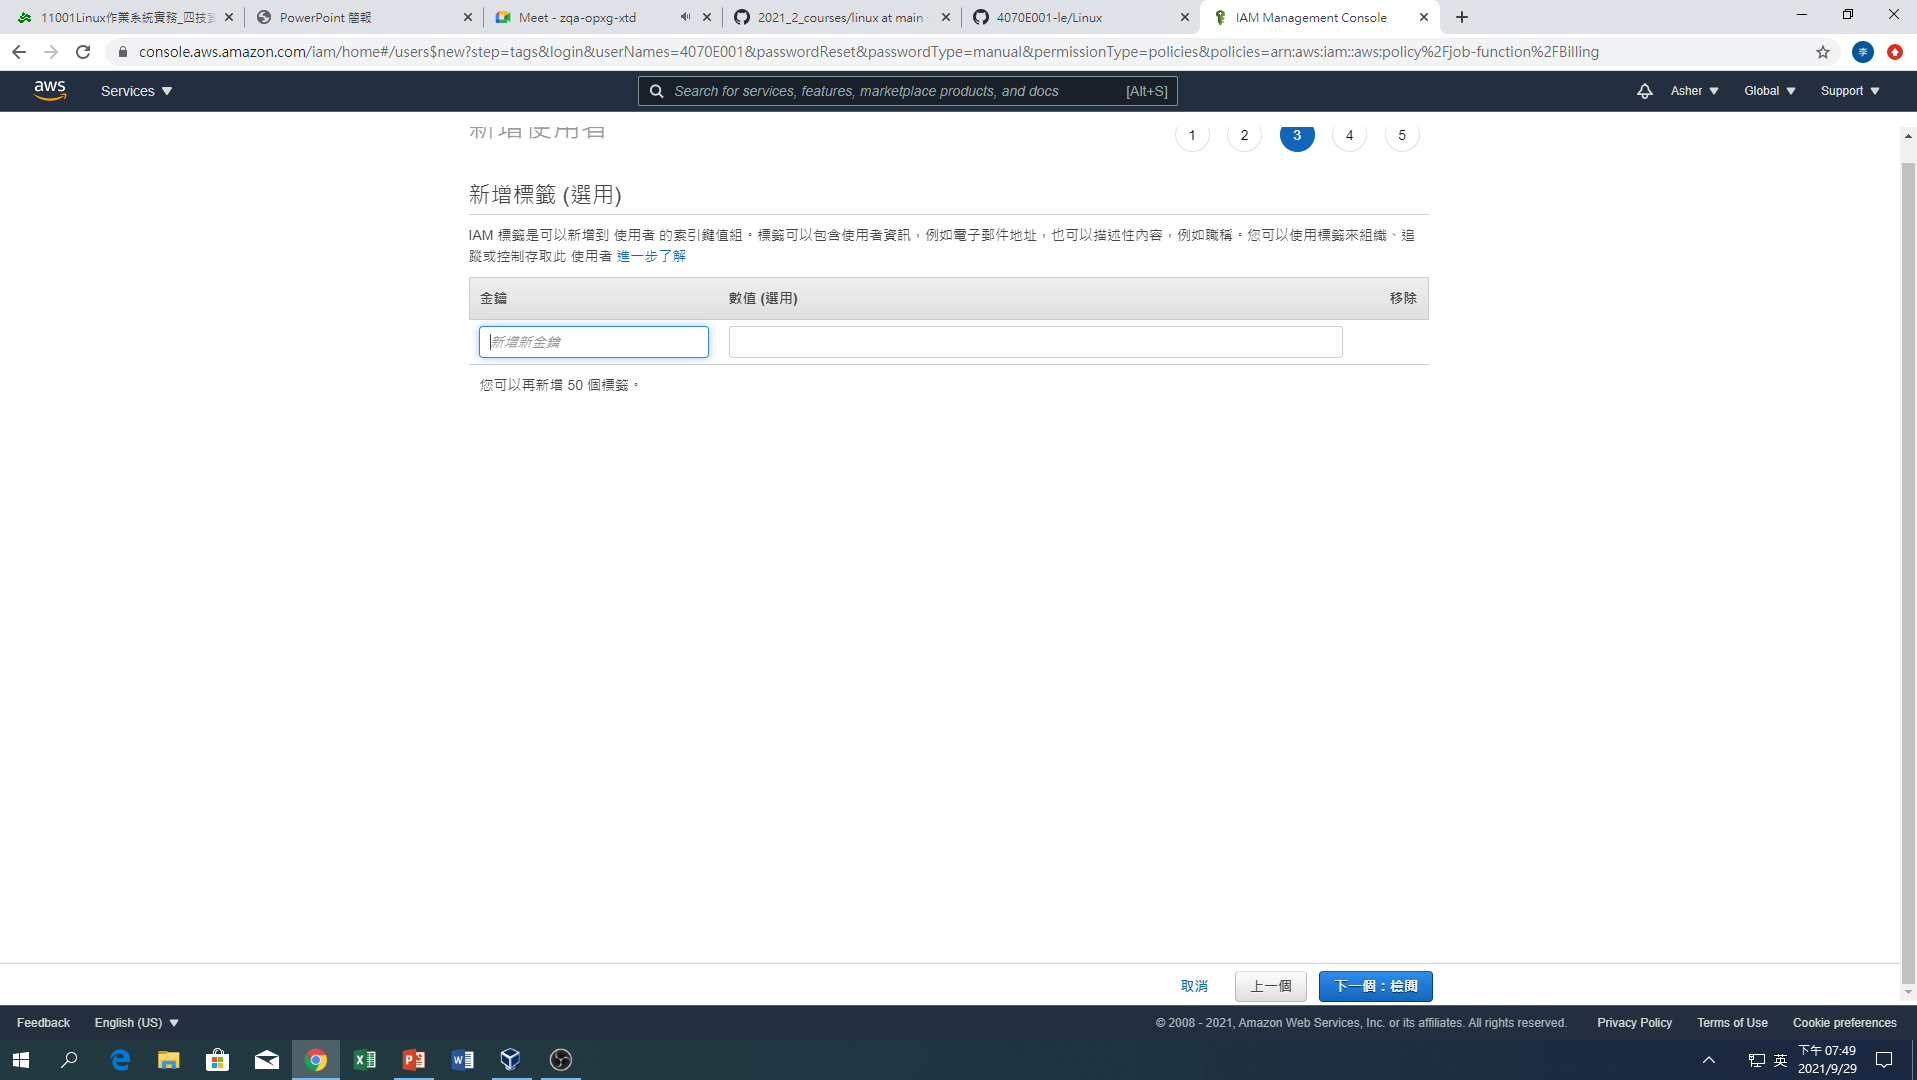 11001Linux作業系統實務_四技資
PowerPoint 簡報
Meet - zqa-opxg-xtd
2021_2_courses/linux at main
4070E001-le/Linux
IAM Management Console
console.aws.amazon.com/iam/home#/users$new?step=tags&login&userNames=4070E001&passwordReset&passwordType=manual&permissionType=policies&policies=arn:aws:iam::aws:policy%2Fjob-function%2FBilling
李
aws
Services
Search for services, features, marketplace products, and docs
[Alt+S]
Asher
Global
Support
新增使用者
1
2
3
4
5
新增標籤 (選用)
IAM 標籤是可以新增到 使用者 的索引鍵值組。標籤可以包含使用者資訊，例如電子郵件地址，也可以描述性內容，例如職稱。您可以使用標籤來組織、追
蹤或控制存取此 使用者 進一步了解
金鑰
數值 (選用)
移除
新增新金鑰
您可以再新增 50 個標籤。
取消
上一個
下一個：檢閱
Feedback
English (US)
© 2008 - 2021, Amazon Web Services, Inc. or its affiliates. All rights reserved.
Privacy Policy
Terms of Use
Cookie preferences
英
下午 07:49
2021/9/29